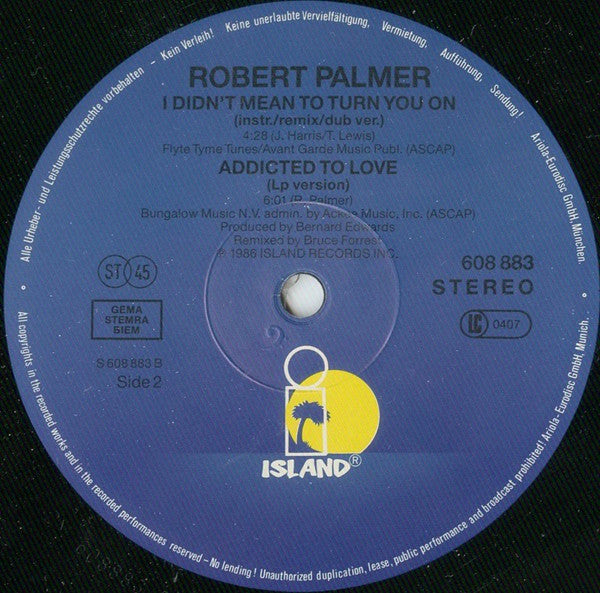 Alle Urheber- und Leistungsschutzrechte vorbehalten – Kein Verleih! Keine unerlaubte Vervielfältigung, Vermietung, Aufführung, Sendung! Ariola-Eurodisc GmbH, München.
ROBERT PALMER
I DIDN'T MEAN TO TURN YOU ON
(instr./remix/dub ver.)
4:28 (J. Harris/T. Lewis)
Flyte Tyme Tunes/Avant Garde Music Publ. (ASCAP)
ADDICTED TO LOVE
(Lp version)
6:01 (R. Palmer)
Bungalow Music N.V. admin. by Ackee Music, Inc. (ASCAP)
Produced by Bernard Edwards
Remixed by Bruce Forrest
℗ 1986 ISLAND RECORDS INC.
ST 45
608 883
STEREO
GEMA
STEMRA
БIEM
LC 0407
S 608 883 B
Side 2
ISLAND®
All copyrights in the recorded works and in the recorded performances reserved – No lending! Unauthorized duplication, lease, public performance and broadcast prohibited! Ariola-Eurodisc GmbH, Munich.